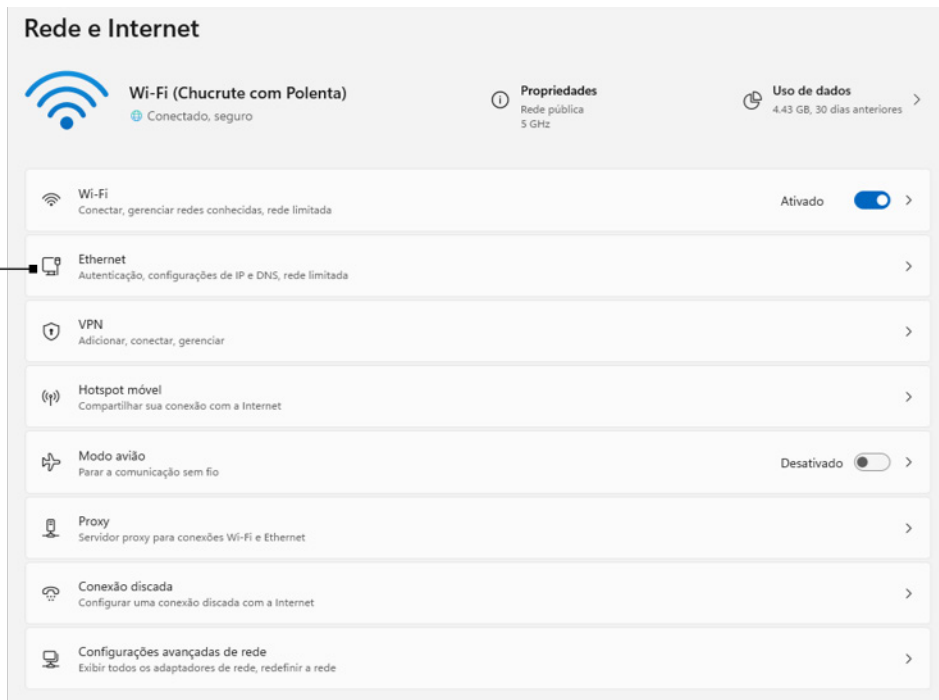 Rede e Internet
Wi-Fi (Chucrute com Polenta)
Conectado, seguro
Propriedades
Rede pública
5 GHz
Uso de dados
4.43 GB, 30 dias anteriores
Wi-Fi
Conectar, gerenciar redes conhecidas, rede limitada
Ativado
Ethernet
Autenticação, configurações de IP e DNS, rede limitada
VPN
Adicionar, conectar, gerenciar
Hotspot móvel
Compartilhar sua conexão com a Internet
Modo avião
Parar a comunicação sem fio
Desativado
Proxy
Servidor proxy para conexões Wi-Fi e Ethernet
Conexão discada
Configurar uma conexão discada com a Internet
Configurações avançadas de rede
Exibir todos os adaptadores de rede, redefinir a rede